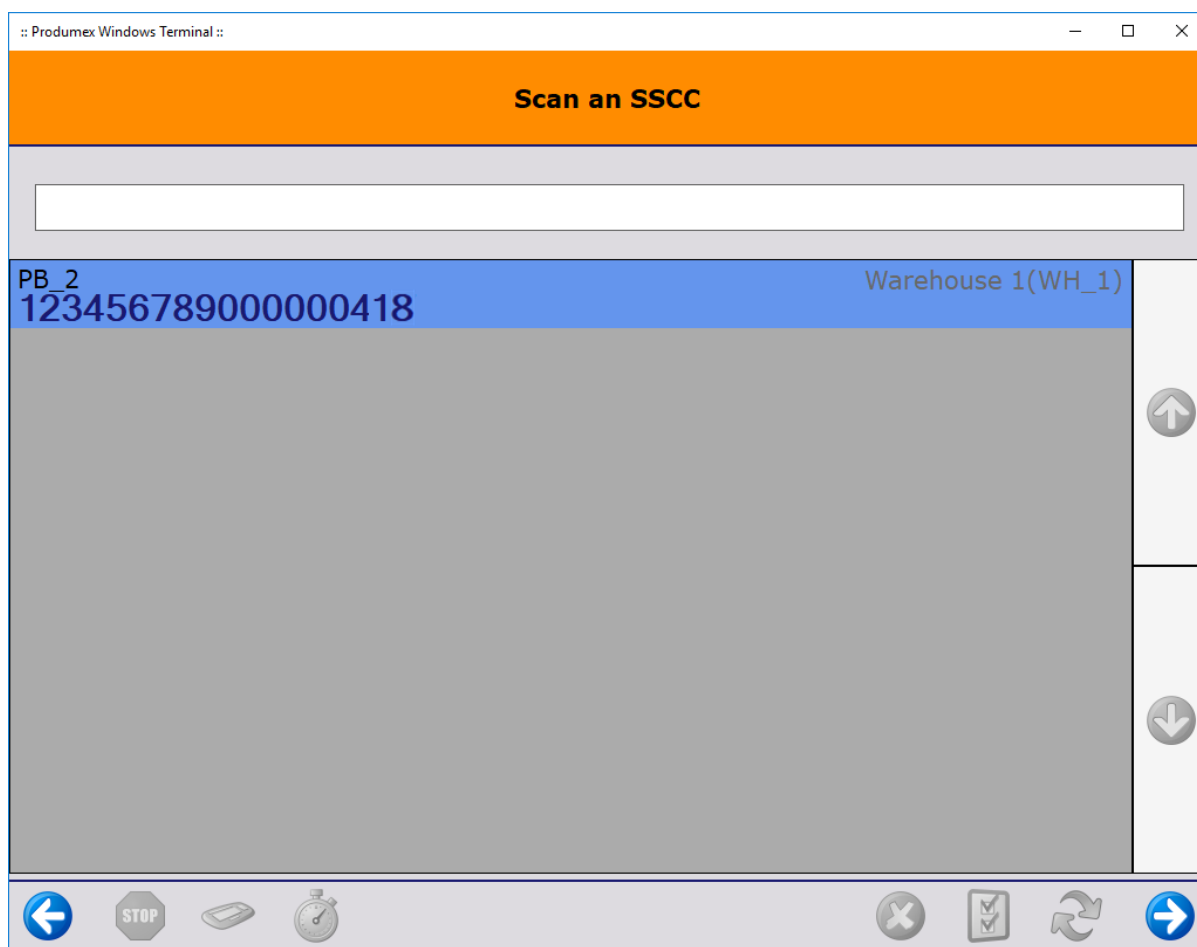 :: Produmex Windows Terminal ::
Scan an SSCC
PB_2 Warehouse 1(WH_1)
123456789000000418
STOP